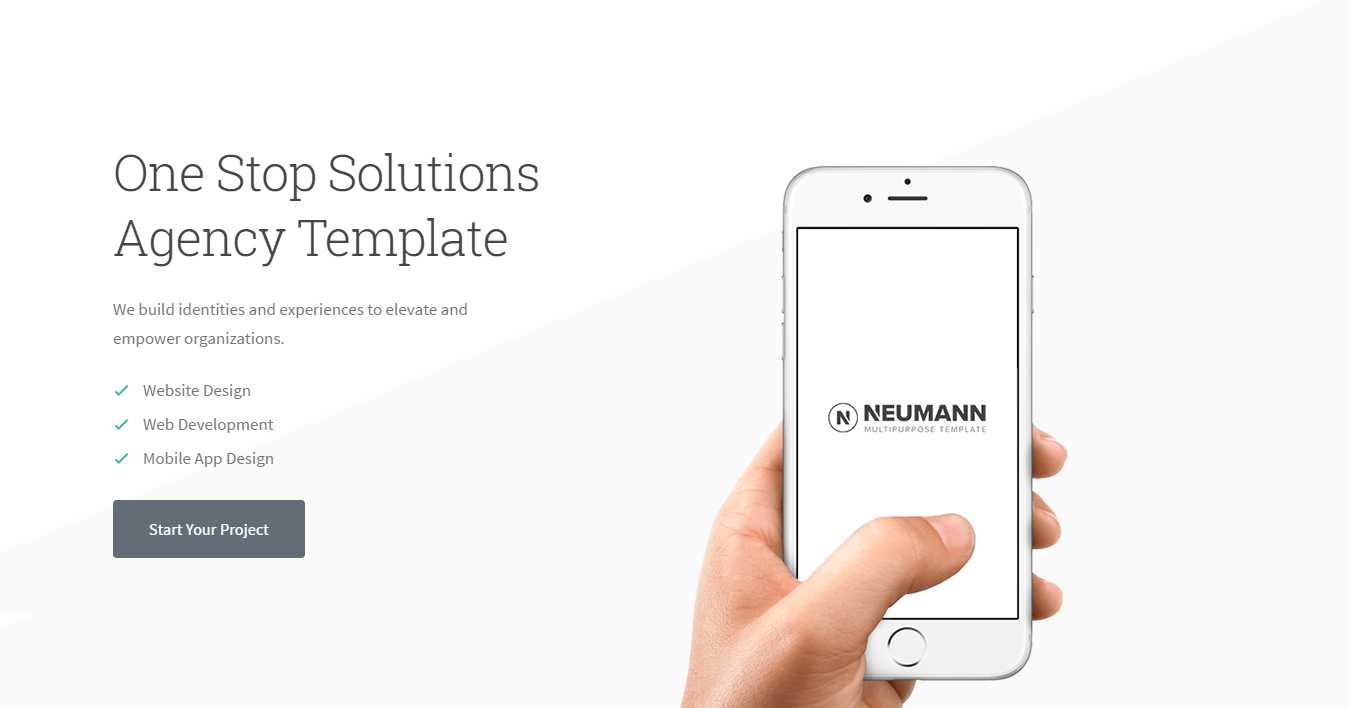 One Stop Solutions
Agency Template
We build identities and experiences to elevate and
empower organizations.
Website Design
Web Development
Mobile App Design
Start Your Project
N NEUMANN
MULTIPURPOSE TEMPLATE